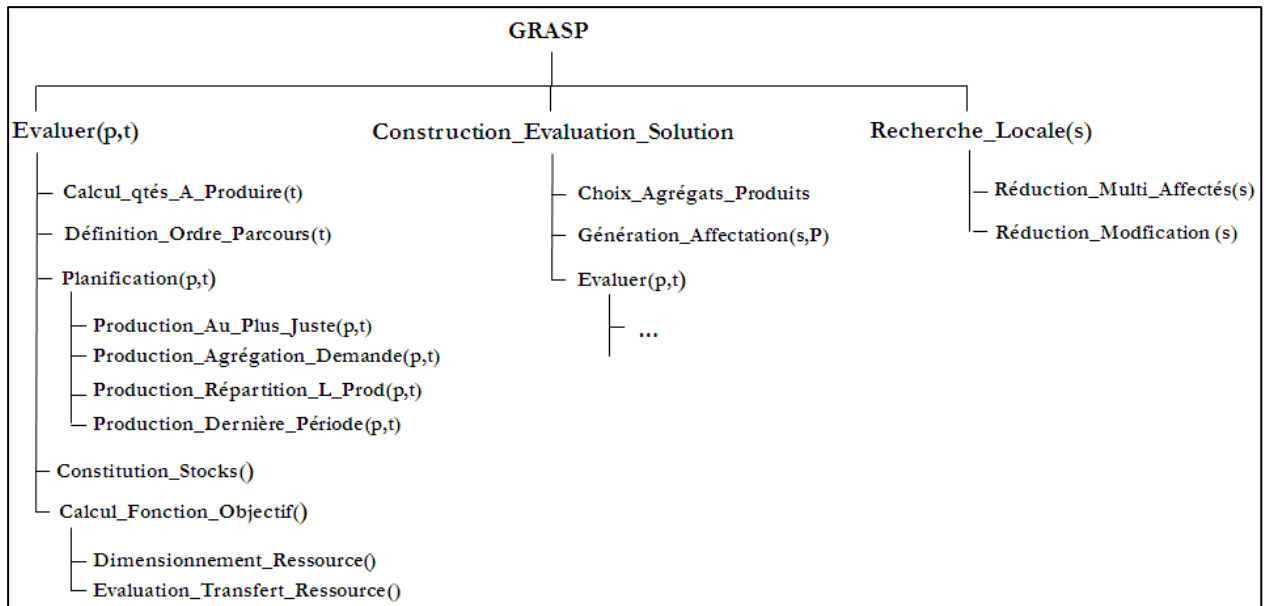 GRASP
Evaluer(p,t)
Calcul_qtés_A_Produire(t)
Définition_Ordre_Parcours(t)
Planification(p,t)
Production_Au_Plus_Juste(p,t)
Production_Agrégation_Demande(p,t)
Production_Répartition_L_Prod(p,t)
Production_Dernière_Période(p,t)
Constitution_Stocks()
Calcul_Fonction_Objectif()
Dimensionnement_Ressource()
Evaluation_Transfert_Ressource()
Construction_Evaluation_Solution
Choix_Agrégats_Produits
Génération_Affectation(s,P)
Evaluer(p,t)
...
Recherche_Locale(s)
Réduction_Multi_Affectés(s)
Réduction_Modfication (s)